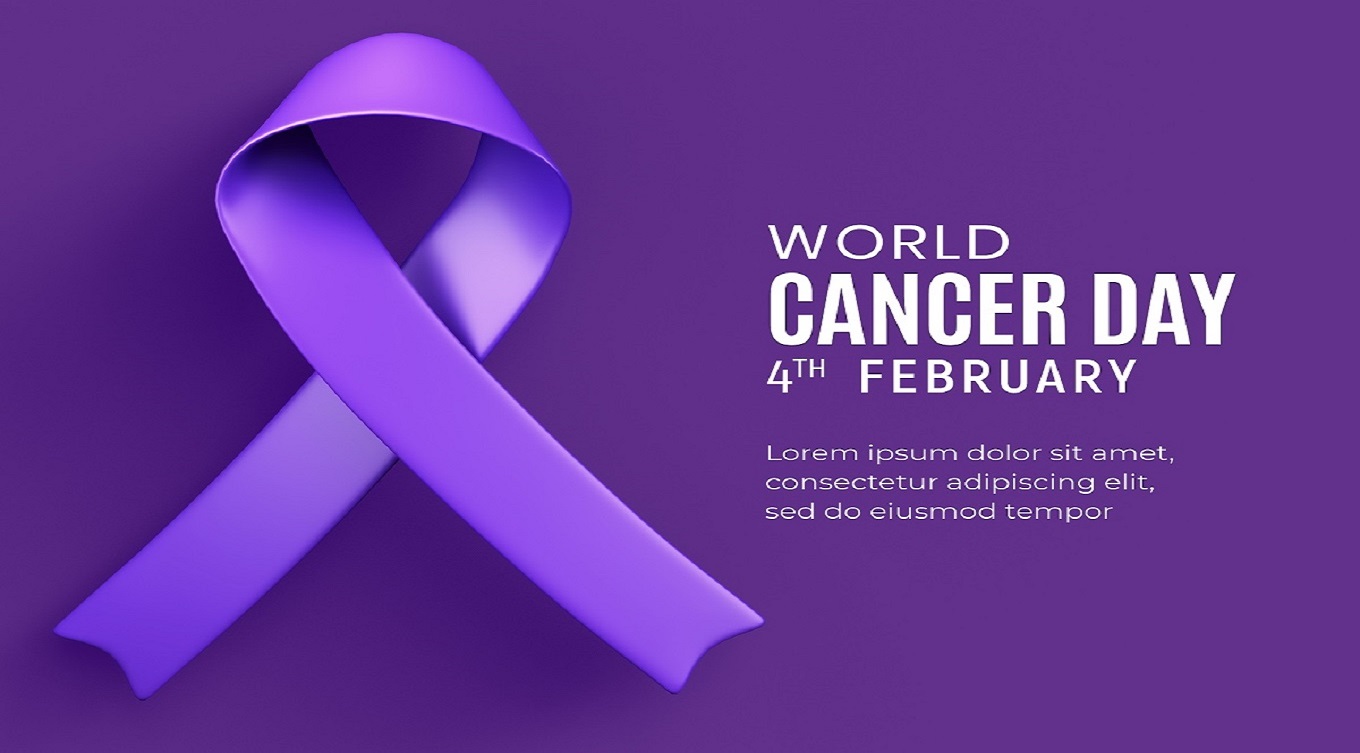 WORLD
CANCER DAY
4TH FEBRUARY
Lorem ipsum dolor sit amet,
consectetur adipiscing elit,
sed do eiusmod tempor